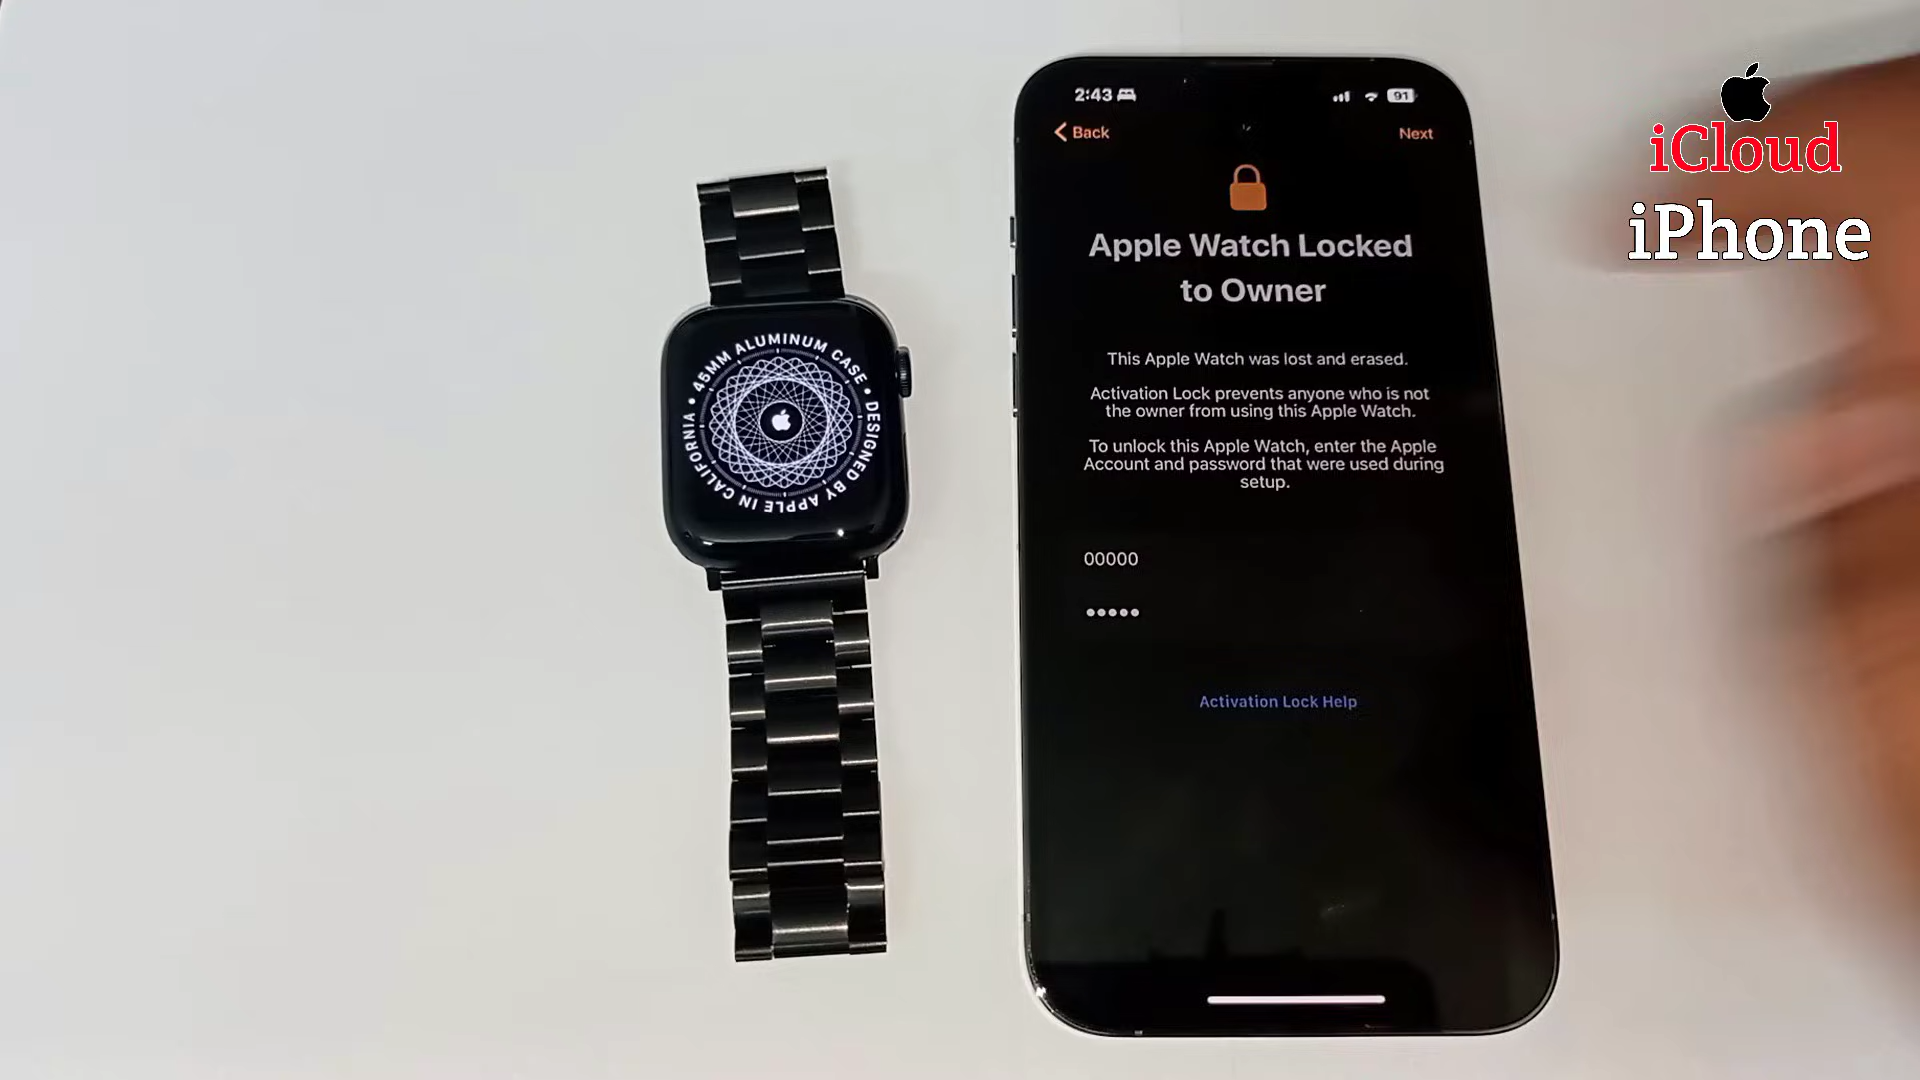 2:43
91
Back
Next
iCloud
iPhone
Apple Watch Locked
to Owner
This Apple Watch was lost and erased.
Activation Lock prevents anyone who is not
the owner from using this Apple Watch.
To unlock this Apple Watch, enter the Apple
Account and password that were used during
setup.
00000
•••••
Activation Lock Help
45MM ALUMINUM CASE • DESIGNED BY APPLE IN CALIFORNIA •